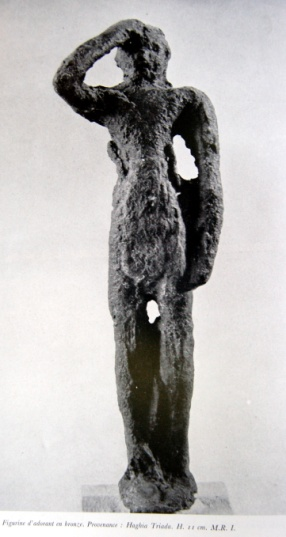 Figurine d'adorant en bronze. Provenance : Haghia Triada. H. 11 cm. M.R. I.